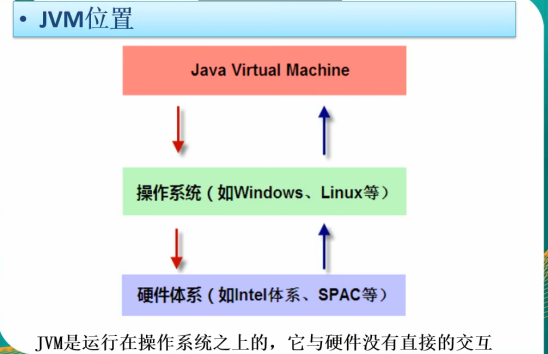 • JVM位置
Java Virtual Machine
操作系统（如Windows、Linux等）
硬件体系（如Intel体系、SPAC等）
JVM是运行在操作系统之上的，它与硬件没有直接的交互